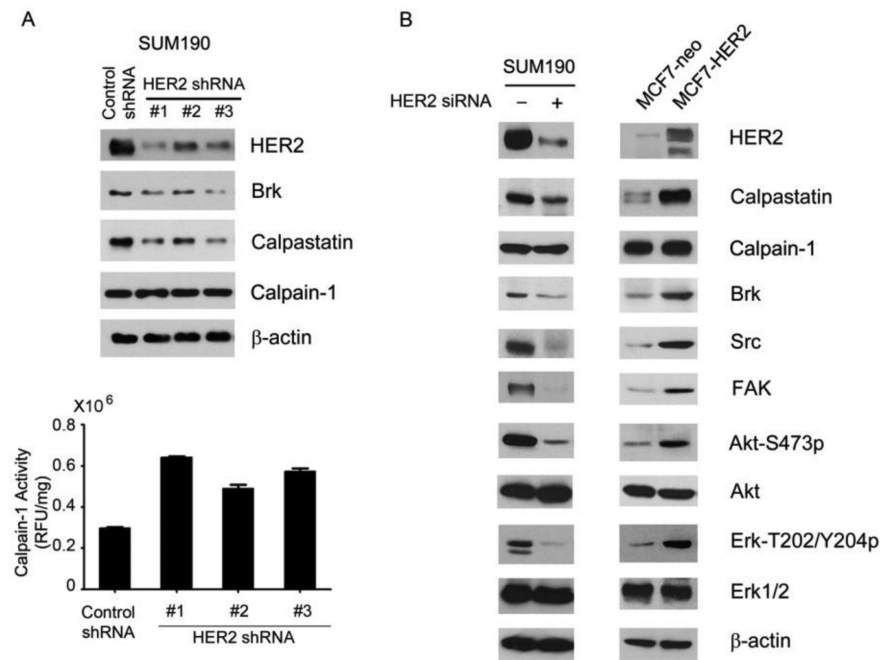 A
SUM190
Control
shRNA
HER2 shRNA
#1 #2 #3
HER2
Brk
Calpastatin
Calpain-1
β-actin
X10⁶
0.8
0.6
0.4
0.2
0
Calpain-1 Activity
(RFU/mg)
Control
shRNA
#1 #2 #3
HER2 shRNA
B
SUM190
HER2 siRNA – +
MCF7-neo
MCF7-HER2
HER2
Calpastatin
Calpain-1
Brk
Src
FAK
Akt-S473p
Akt
Erk-T202/Y204p
Erk1/2
β-actin